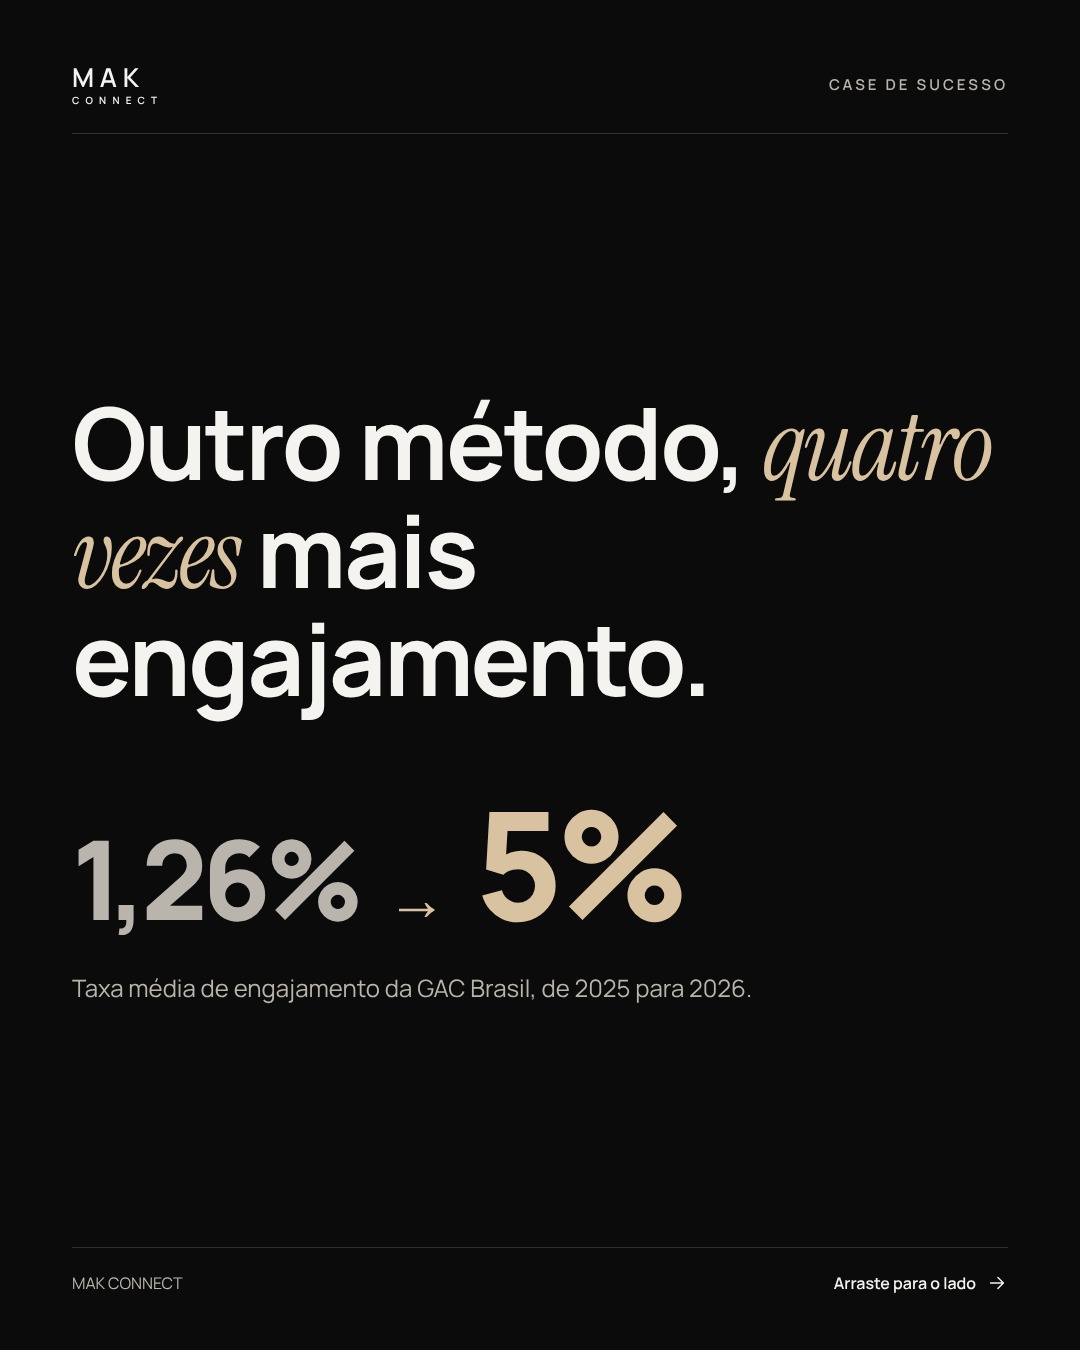 MAK
CONNECT
CASE DE SUCESSO
Outro método, quatro
vezes mais
engajamento.
1,26% → 5%
Taxa média de engajamento da GAC Brasil, de 2025 para 2026.
MAK CONNECT
Arraste para o lado →